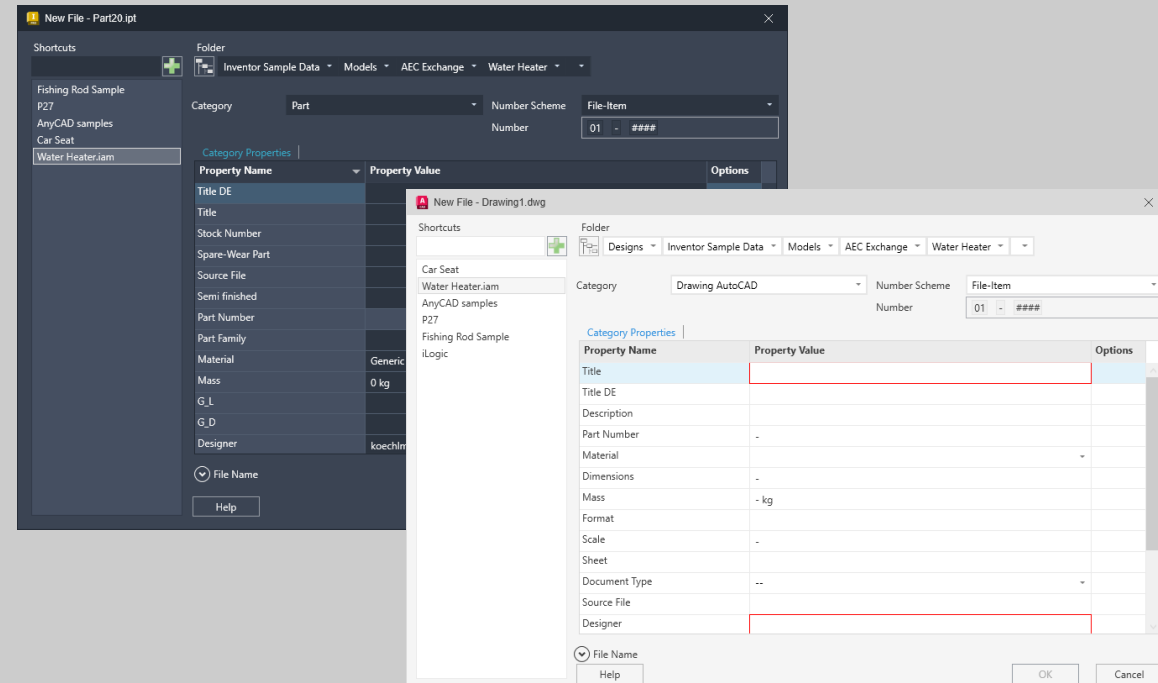 New File - Part20.ipt
Shortcuts
Folder
Inventor Sample Data Models AEC Exchange Water Heater
Fishing Rod Sample
P27
AnyCAD samples
Car Seat
Water Heater.iam
Category Part Number Scheme File-Item
Number 01 - ####
Category Properties
Property Name Property Value Options
Title DE
Title
Stock Number
Spare-Wear Part
Source File
Semi finished
Part Number
Part Family
Material Generic
Mass 0 kg
G_L
G_D
Designer
File Name
Help
New File - Drawing1.dwg
Shortcuts
Folder
Designs Inventor Sample Data Models AEC Exchange Water Heater
Car Seat
Water Heater.iam
AnyCAD samples
P27
Fishing Rod Sample
iLogic
Category Drawing AutoCAD Number Scheme File-Item
Number 01 - ####
Category Properties
Property Name Property Value Options
Title
Title DE
Description
Part Number -
Material
Dimensions -
Mass - kg
Format
Scale -
Sheet
Document Type --
Source File
Designer
File Name
Help OK Cancel